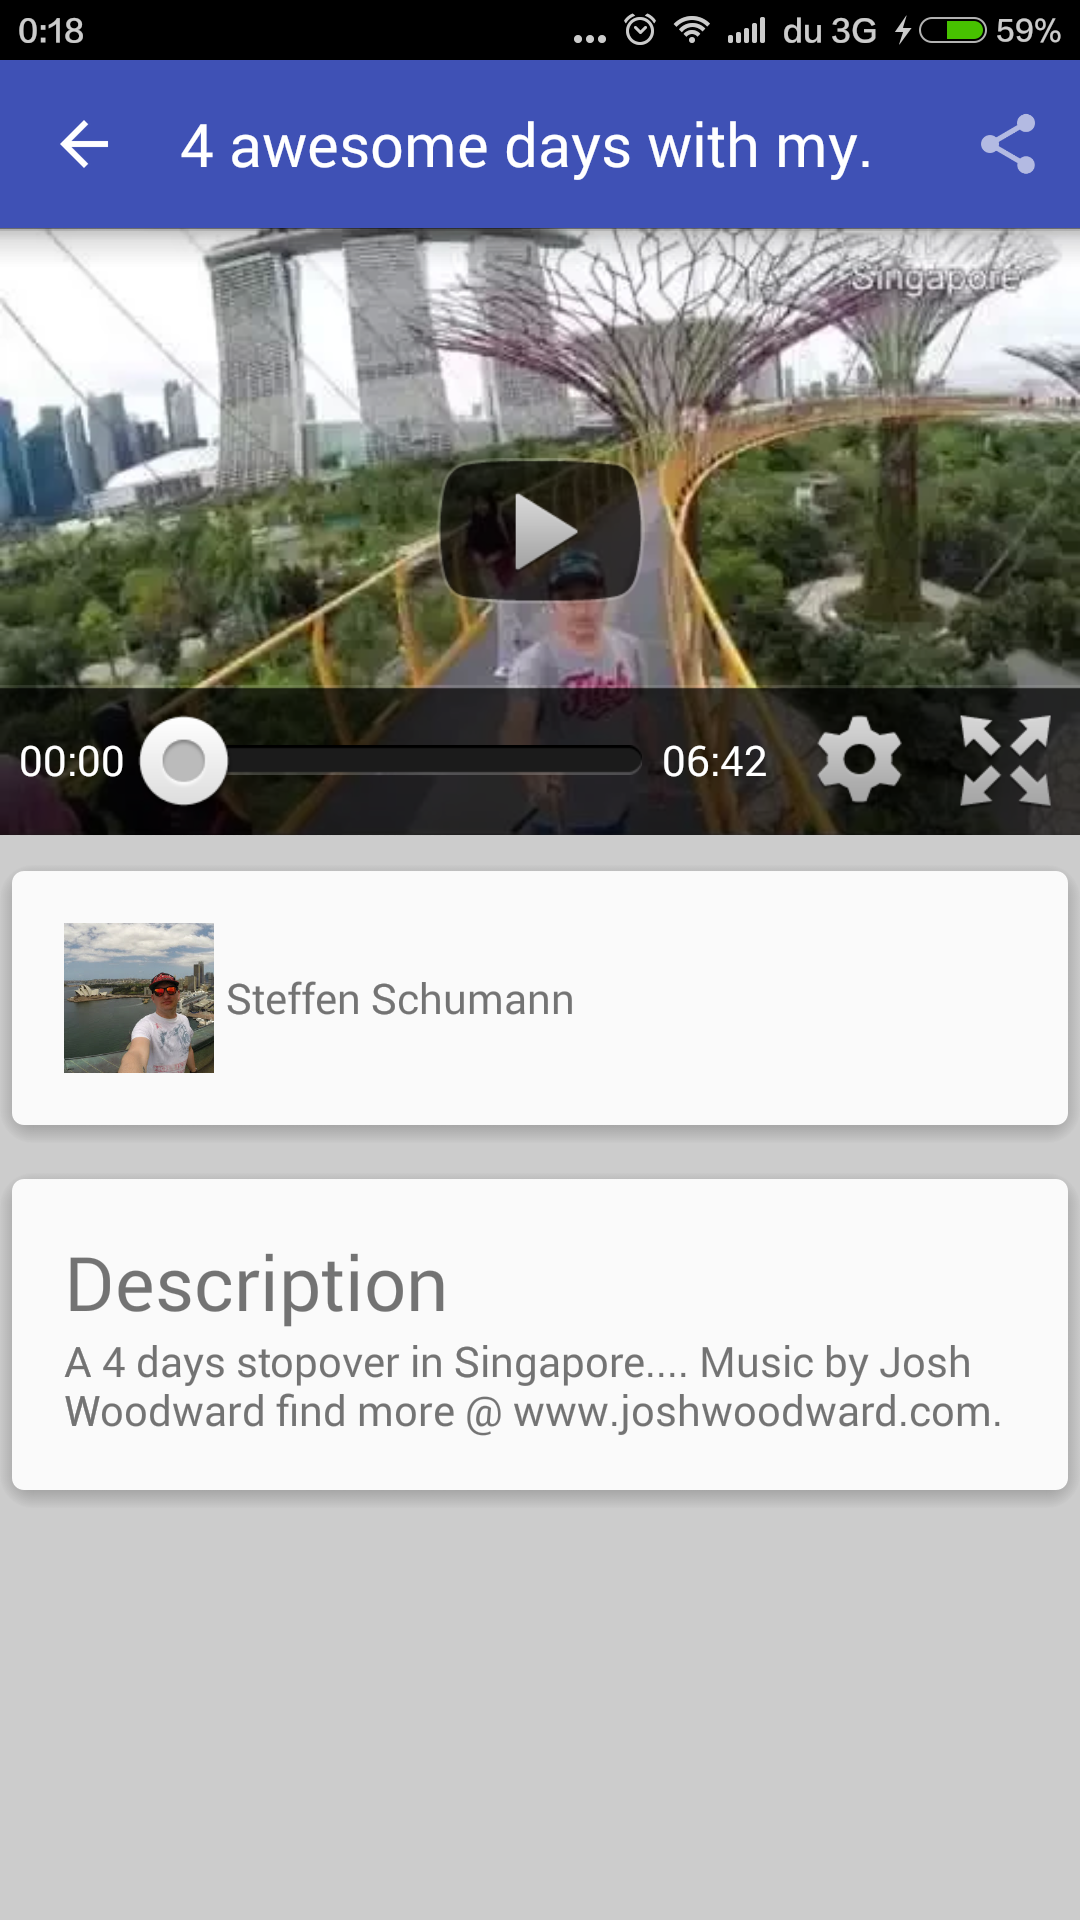 0:18
du 3G
59%
4 awesome days with my.
Singapore
00:00
06:42
Steffen Schumann
Description
A 4 days stopover in Singapore.... Music by Josh
Woodward find more @ www.joshwoodward.com.